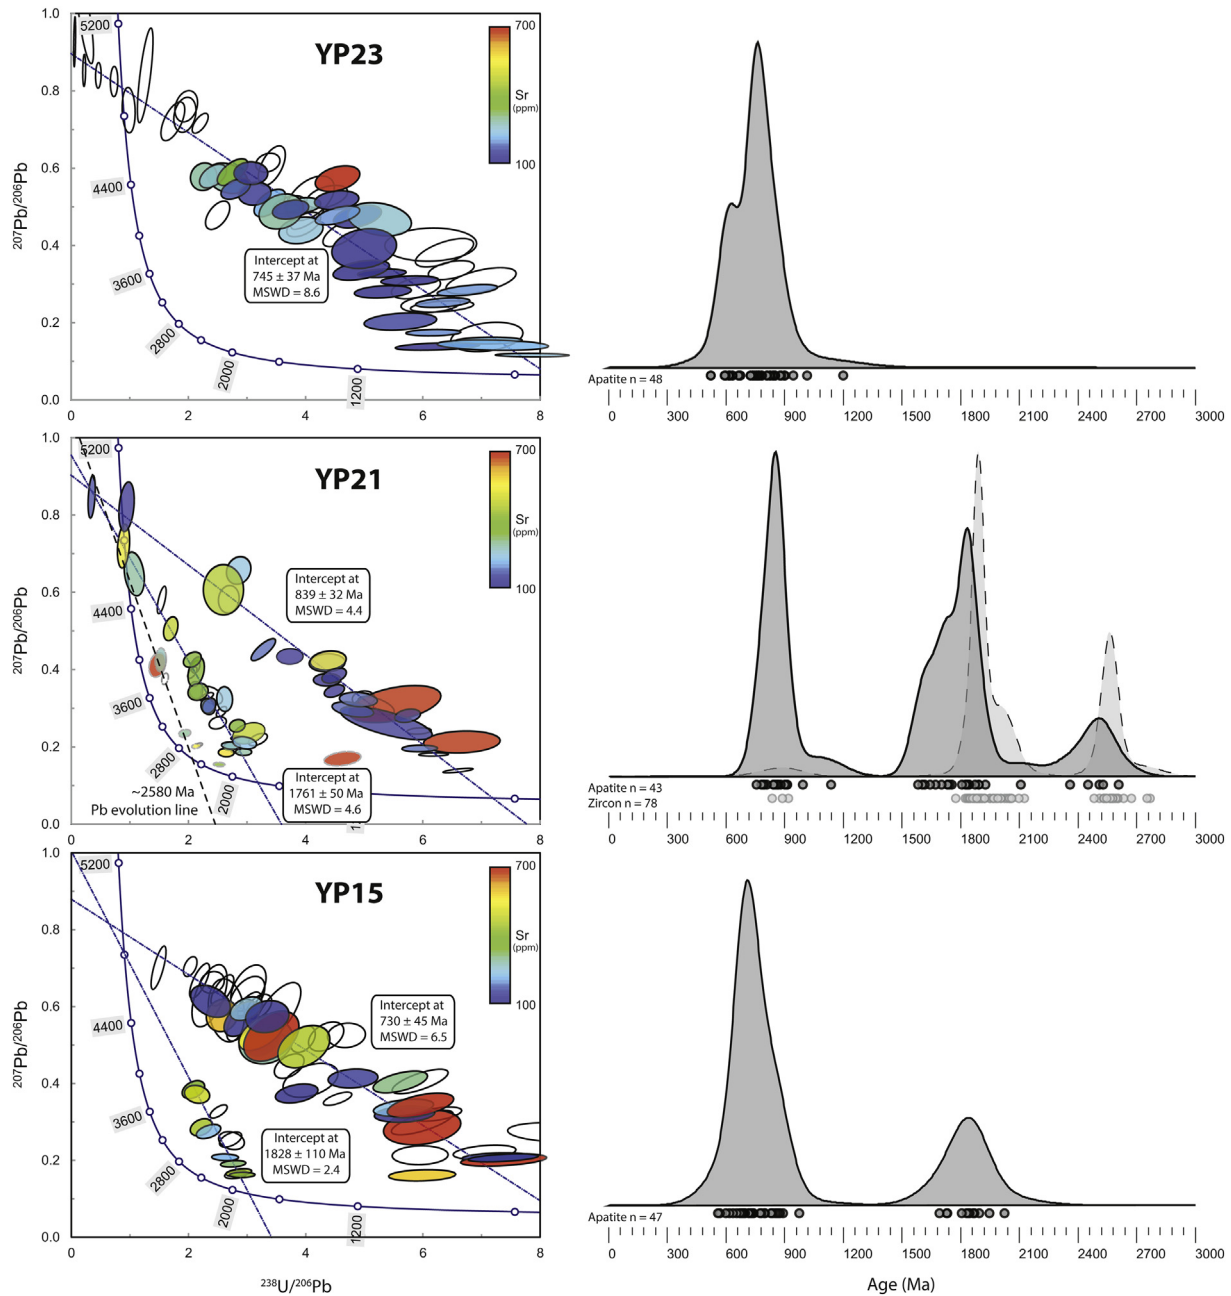 YP23
1.0
0.8
0.6
0.4
0.2
0.0
0
2
4
6
8
207Pb/206Pb
5200
4400
3600
2800
2000
1200
700
Sr
(ppm)
100
Intercept at
745 ± 37 Ma
MSWD = 8.6
Apatite n = 48
0
300
600
900
1200
1500
1800
2100
2400
2700
3000
YP21
1.0
0.8
0.6
0.4
0.2
0.0
0
2
4
6
8
207Pb/206Pb
5200
4400
3600
2800
2000
700
Sr
(ppm)
100
Intercept at
839 ± 32 Ma
MSWD = 4.4
Intercept at
1761 ± 50 Ma
MSWD = 4.6
~2580 Ma
Pb evolution line
Apatite n = 43
Zircon n = 78
0
300
600
900
1200
1500
1800
2100
2400
2700
3000
YP15
1.0
0.8
0.6
0.4
0.2
0.0
0
2
4
6
8
207Pb/206Pb
5200
4400
3600
2800
2000
1200
700
Sr
(ppm)
100
Intercept at
730 ± 45 Ma
MSWD = 6.5
Intercept at
1828 ± 110 Ma
MSWD = 2.4
238U/206Pb
Apatite n = 47
0
300
600
900
1200
1500
1800
2100
2400
2700
3000
Age (Ma)